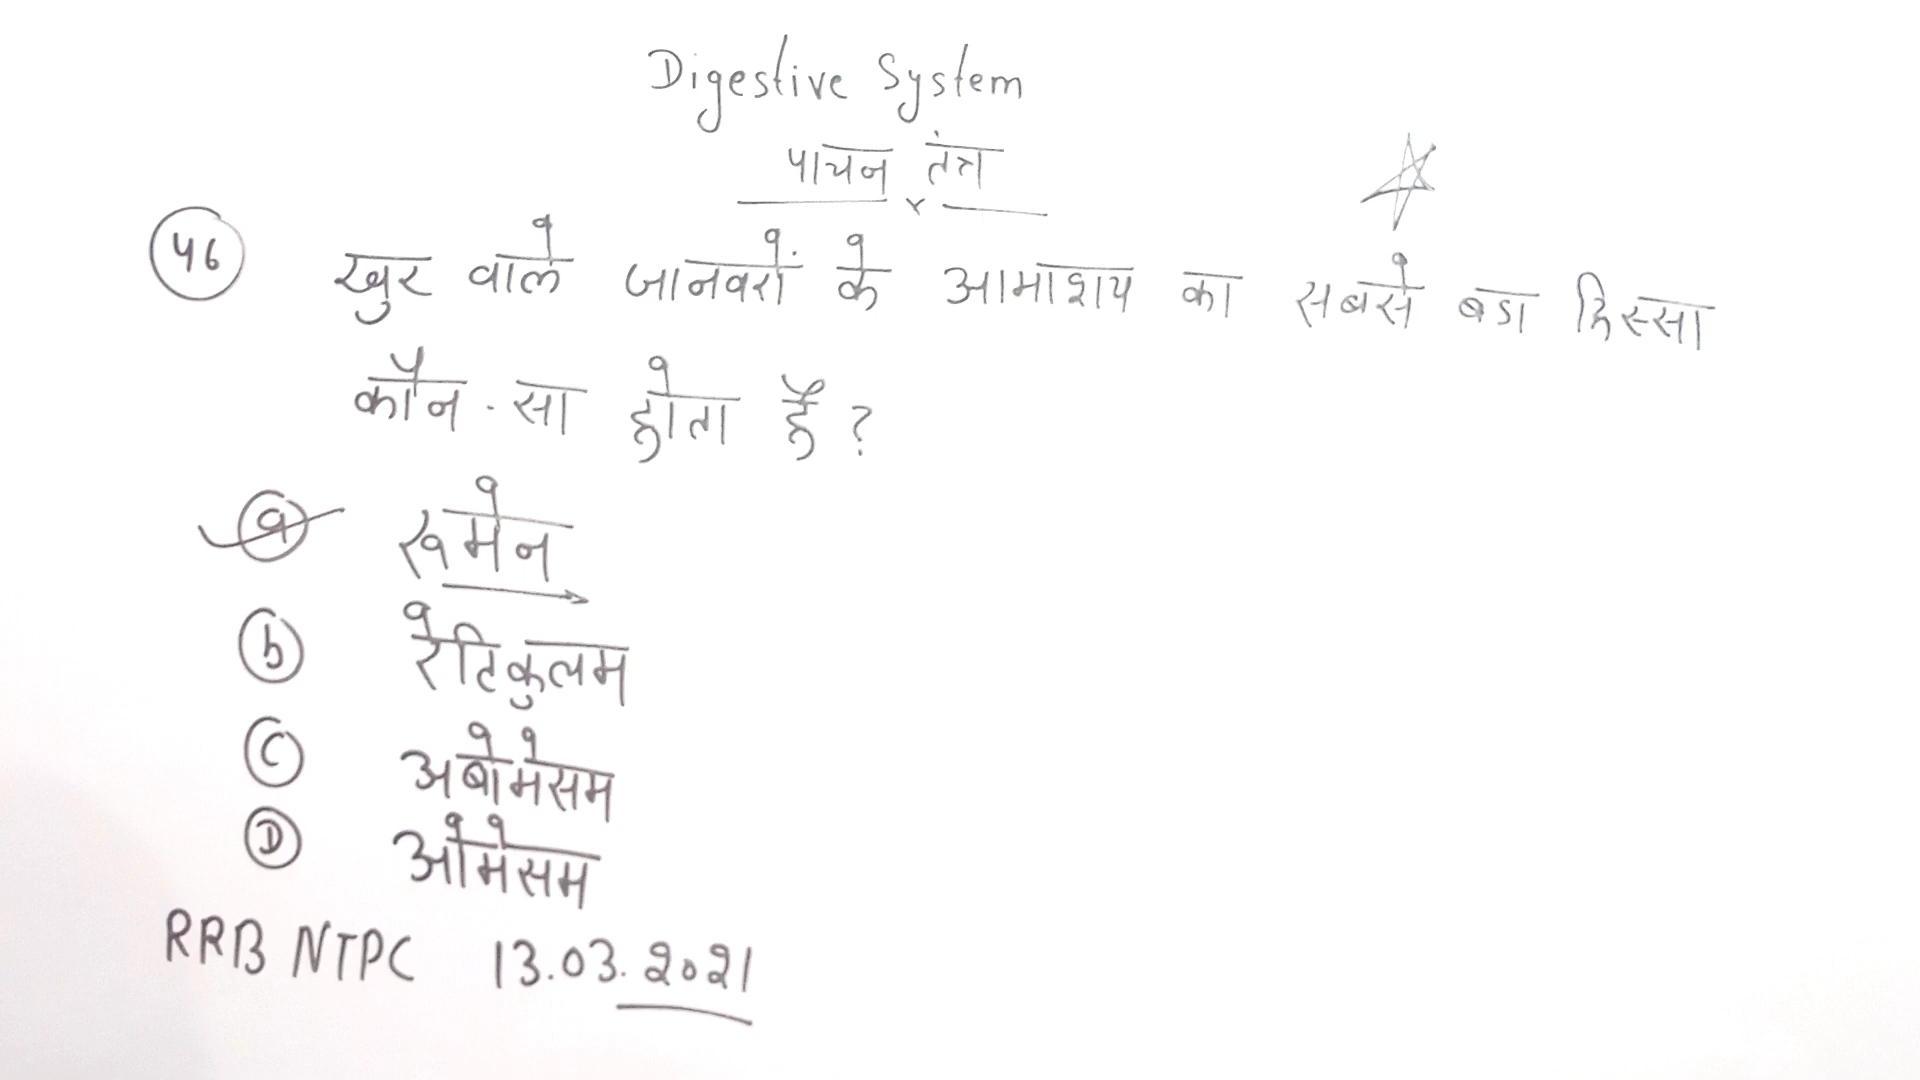 Digestive System
पाचन तंत्र
46 खुर वाले जानवरों के आमाशय का सबसे बडा हिस्सा
कौन-सा होता है?
a रूमेन
b रेटिकुलम
C अबोमेसम
D ओमेसम
RRB NTPC 13.03.2021